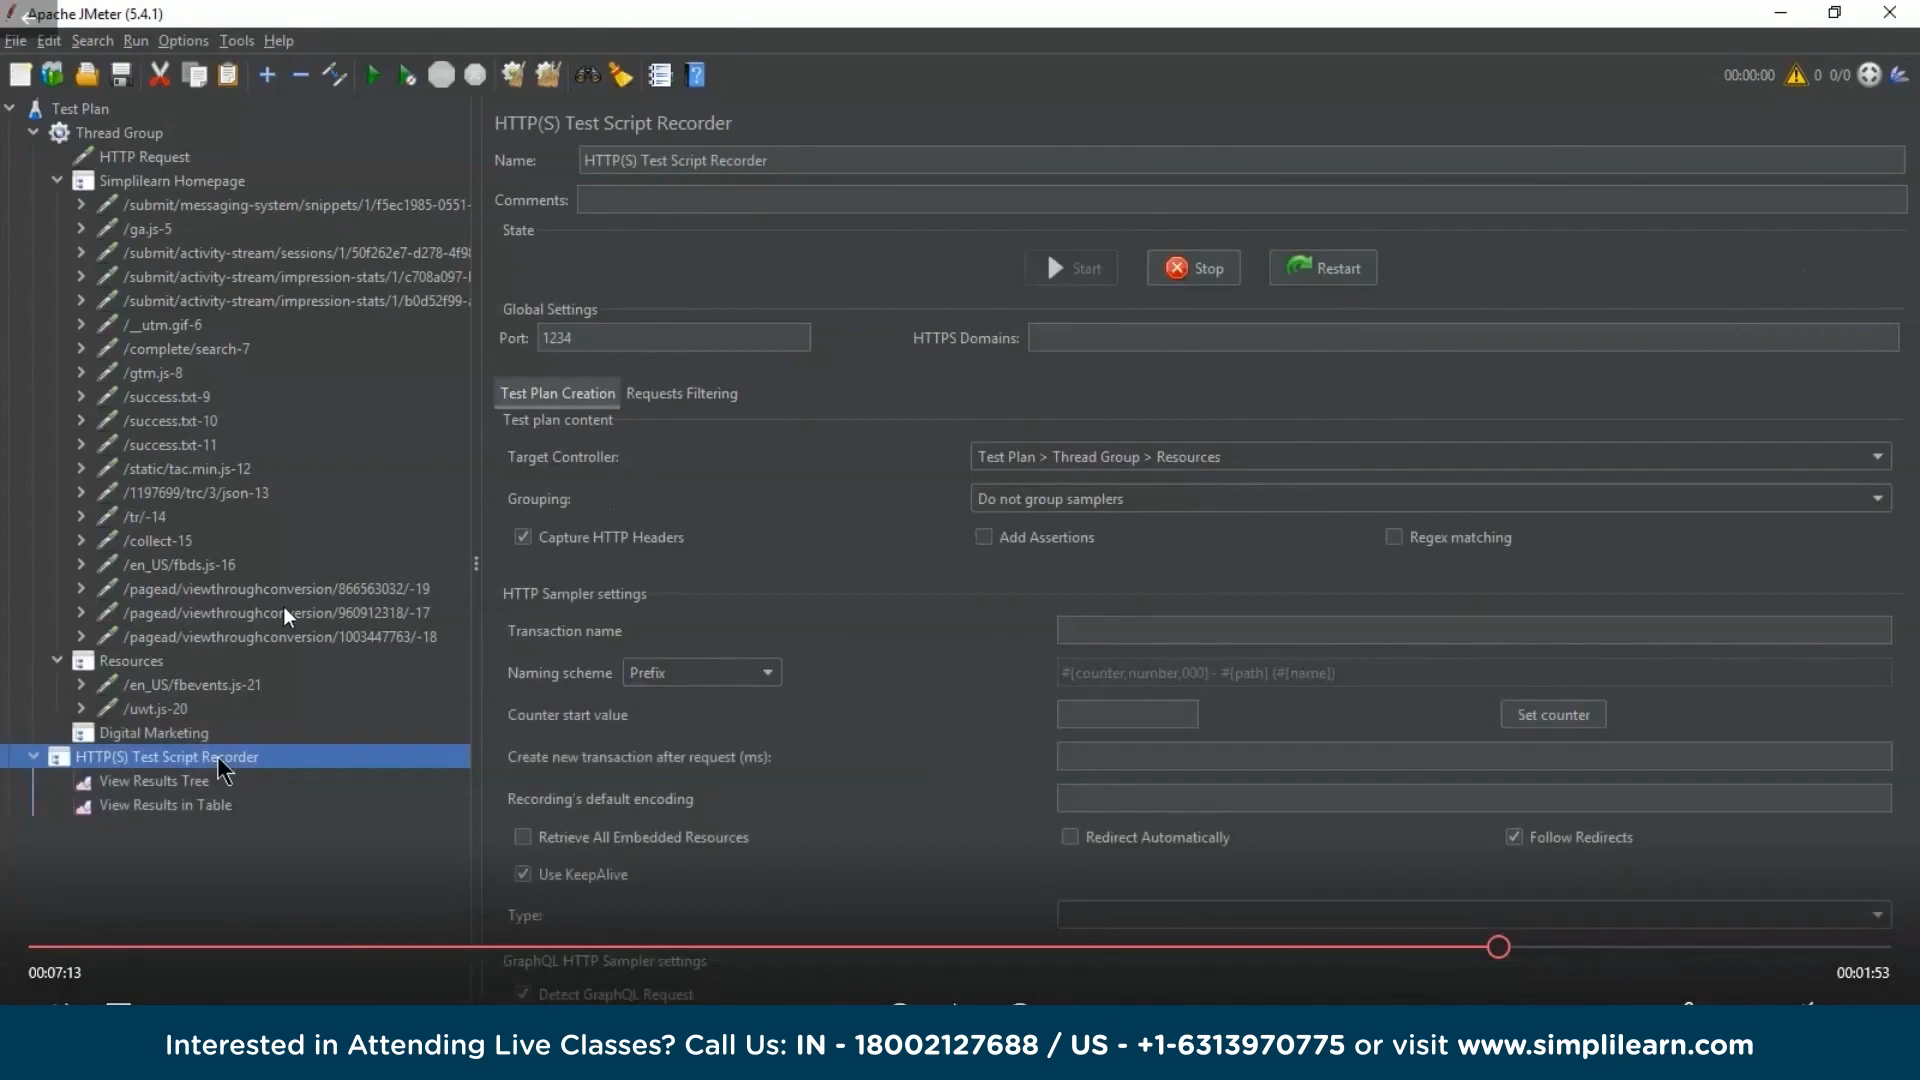 Apache JMeter (5.4.1)
File Edit Search Run Options Tools Help
00:00:00 0 0/0
Test Plan
Thread Group
HTTP Request
Simplilearn Homepage
/submit/messaging-system/snippets/1/f5ec1985-0551-
/ga.js-5
/submit/activity-stream/sessions/1/50f262e7-d278-4f9
/submit/activity-stream/impression-stats/1/c708a097-
/submit/activity-stream/impression-stats/1/b0d52f99-
/__utm.gif-6
/complete/search-7
/gtm.js-8
/success.txt-9
/success.txt-10
/success.txt-11
/static/tac.min.js-12
/1197699/trc/3/json-13
/tr/-14
/collect-15
/en_US/fbds.js-16
/pagead/viewthroughconversion/866563032/-19
/pagead/viewthroughconversion/960912318/-17
/pagead/viewthroughconversion/1003447763/-18
Resources
/en_US/fbevents.js-21
/uwt.js-20
Digital Marketing
HTTP(S) Test Script Recorder
View Results Tree
View Results in Table
HTTP(S) Test Script Recorder
Name: HTTP(S) Test Script Recorder
Comments:
State
Start Stop Restart
Global Settings
Port: 1234 HTTPS Domains:
Test Plan Creation Requests Filtering
Test plan content
Target Controller: Test Plan > Thread Group > Resources
Grouping: Do not group samplers
Capture HTTP Headers Add Assertions Regex matching
HTTP Sampler settings
Transaction name
Naming scheme Prefix #{counter,number,000} - #{path} (#{name})
Counter start value Set counter
Create new transaction after request (ms):
Recording's default encoding
Retrieve All Embedded Resources Redirect Automatically Follow Redirects
Use KeepAlive
Type:
GraphQL HTTP Sampler settings
Detect GraphQL Request
00:07:13 00:01:53
Interested in Attending Live Classes? Call Us: IN - 18002127688 / US - +1-6313970775 or visit www.simplilearn.com